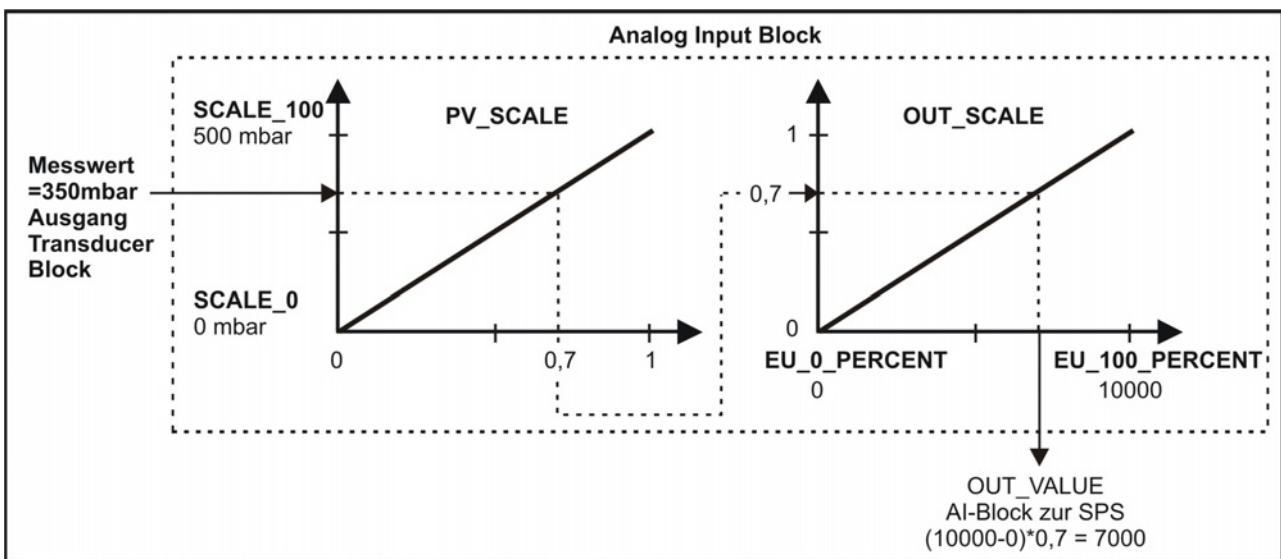 Analog Input Block
SCALE_100
500 mbar
PV_SCALE
Messwert
=350mbar
Ausgang
Transducer
Block
SCALE_0
0 mbar
0
0,7
1
OUT_SCALE
1
0,7
0
EU_0_PERCENT
0
EU_100_PERCENT
10000
OUT_VALUE
AI-Block zur SPS
(10000-0)*0,7 = 7000